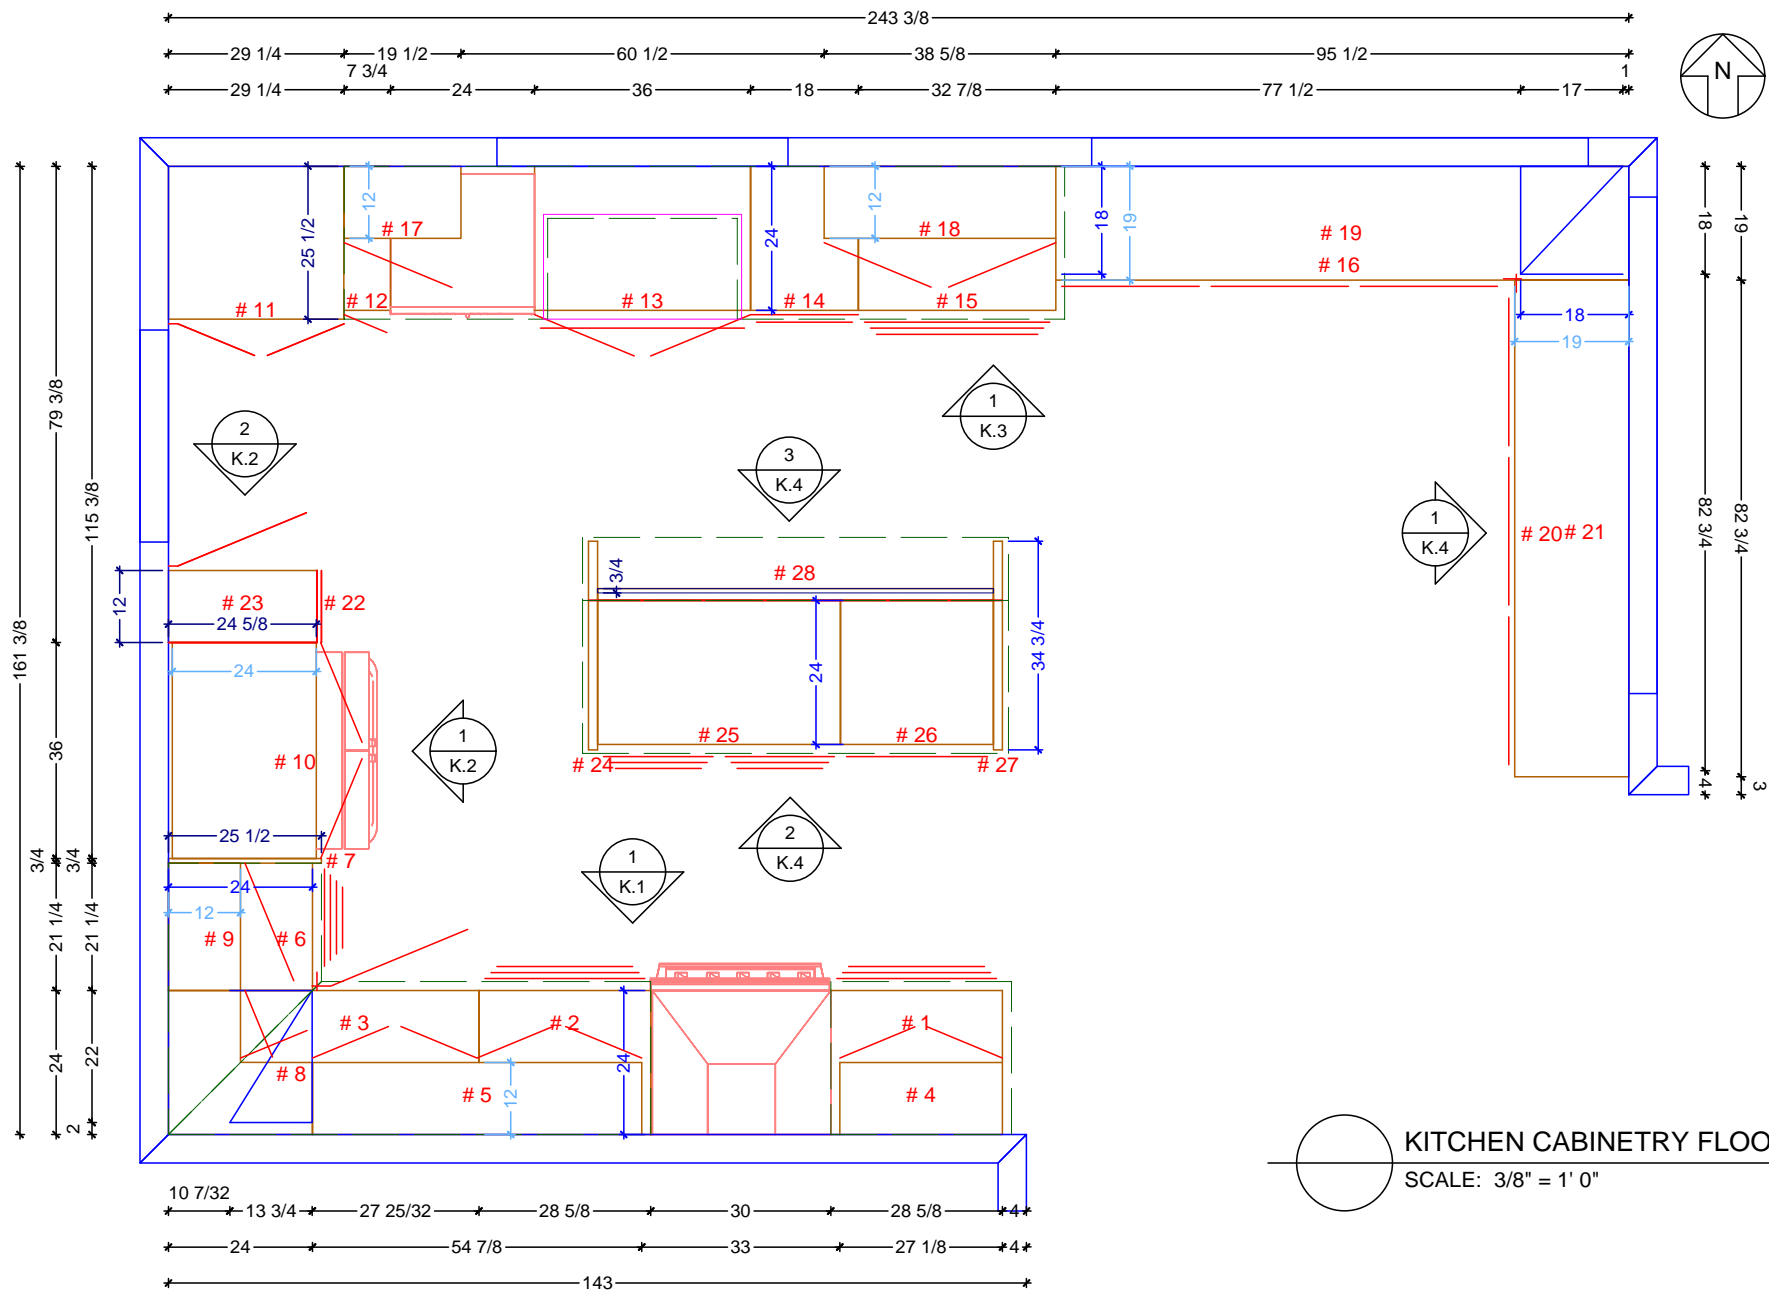 243 3/8
29 1/4 19 1/2 60 1/2 38 5/8 95 1/2
7 3/4 1
29 1/4 24 36 18 32 7/8 77 1/2 17
N
161 3/8
79 3/8 36 3/4 21 1/4 24
115 3/8 3/4 21 1/4 22 2
12 25 1/2 24 12 18 19
# 17 # 18 # 19
# 16
# 11 # 12 # 13 # 14 # 15
18
19
18 82 3/4 4
19 82 3/4 3
2
K.2
3
K.4
1
K.3
1
K.4
# 20 # 21
12
# 23 # 22
24 5/8
24
# 10
25 1/2
# 7
24
12
# 9 # 6
1
K.2
3/4
# 28
24
34 3/4
# 25 # 26
# 24 # 27
1
K.1
2
K.4
# 3 # 2 # 1
24
# 8 # 5 12 # 4
10 7/32
13 3/4 27 25/32 28 5/8 30 28 5/8 4
24 54 7/8 33 27 1/8 4
143
KITCHEN CABINETRY FLOO
SCALE: 3/8" = 1' 0"